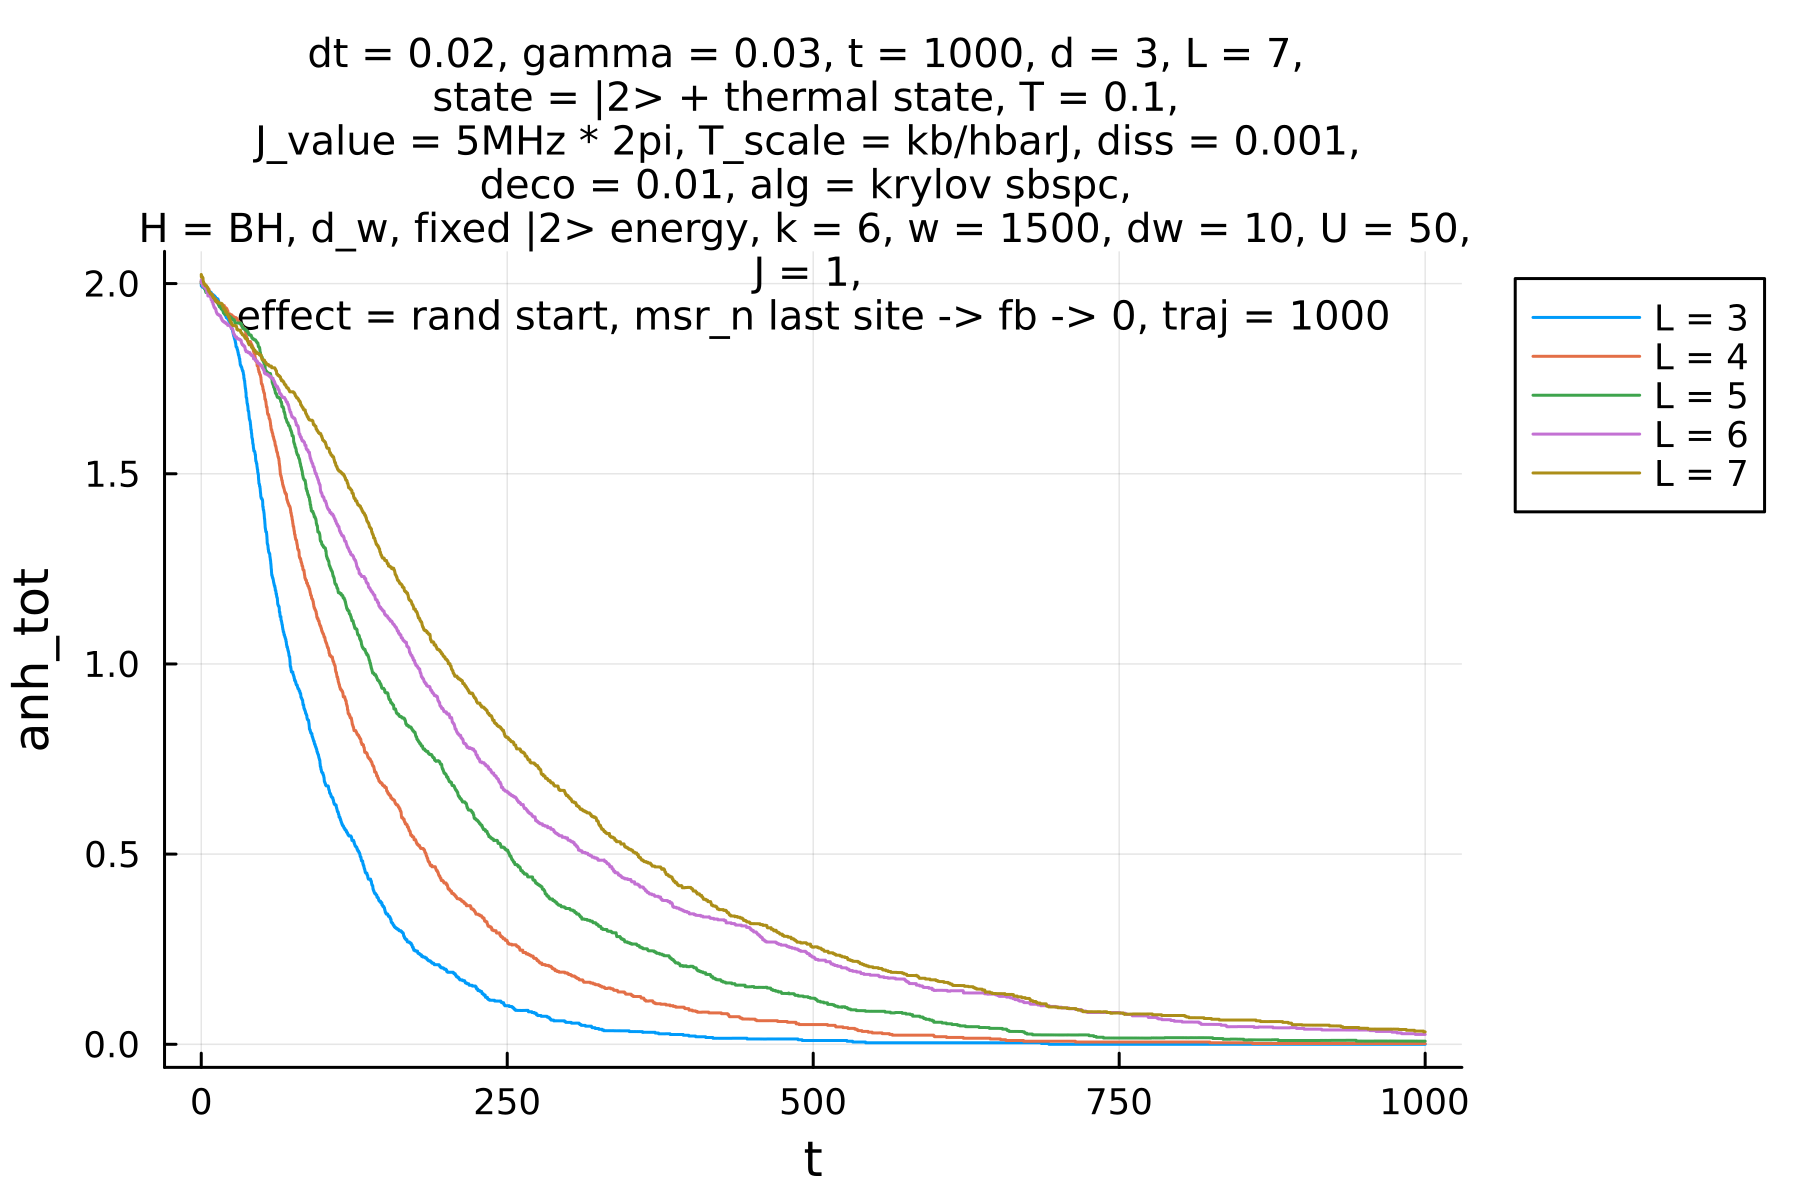 dt = 0.02, gamma = 0.03, t = 1000, d = 3, L = 7,
state = |2> + thermal state, T = 0.1,
J_value = 5MHz * 2pi, T_scale = kb/hbarJ, diss = 0.001,
deco = 0.01, alg = krylov sbspc,
H = BH, d_w, fixed |2> energy, k = 6, w = 1500, dw = 10, U = 50,
J = 1,
effect = rand start, msr_n last site -> fb -> 0, traj = 1000
2.0
1.5
1.0
0.5
0.0
anh_tot
0
250
500
750
1000
t
L = 3
L = 4
L = 5
L = 6
L = 7